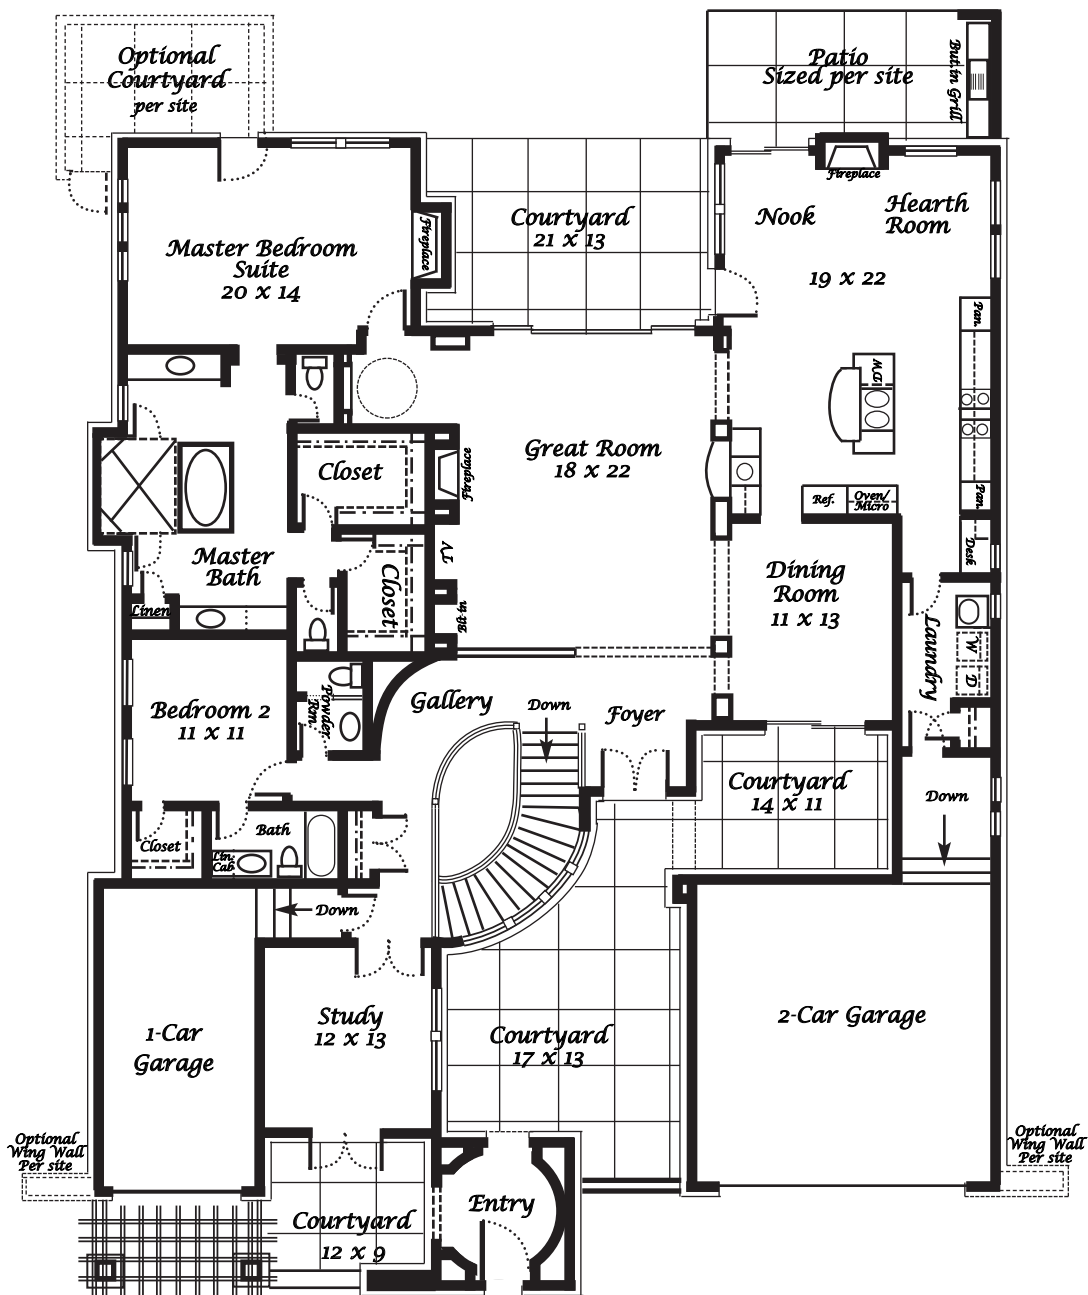 Optional
Courtyard
per site
Patio
Sized per site
But in Grill
Fireplace
Courtyard
21 x 13
Nook
Hearth
Room
19 x 22
Master Bedroom
Suite
20 x 14
Fireplace
Pan.
D.W.
Great Room
18 x 22
Closet
Fireplace
Ref.
Oven/
Micro
Pan.
Desk
Master
Bath
Closet
T.V.
Blt-in
Linen
Dining
Room
11 x 13
Laundry
W
D
Bedroom 2
11 x 11
Powder
Rm.
Gallery
Down
Foyer
Courtyard
14 x 11
Down
Closet
Bath
Lin.
Cab.
Down
1-Car
Garage
Study
12 x 13
Courtyard
17 x 13
2-Car Garage
Optional
Wing Wall
Per site
Optional
Wing Wall
Per site
Courtyard
12 x 9
Entry